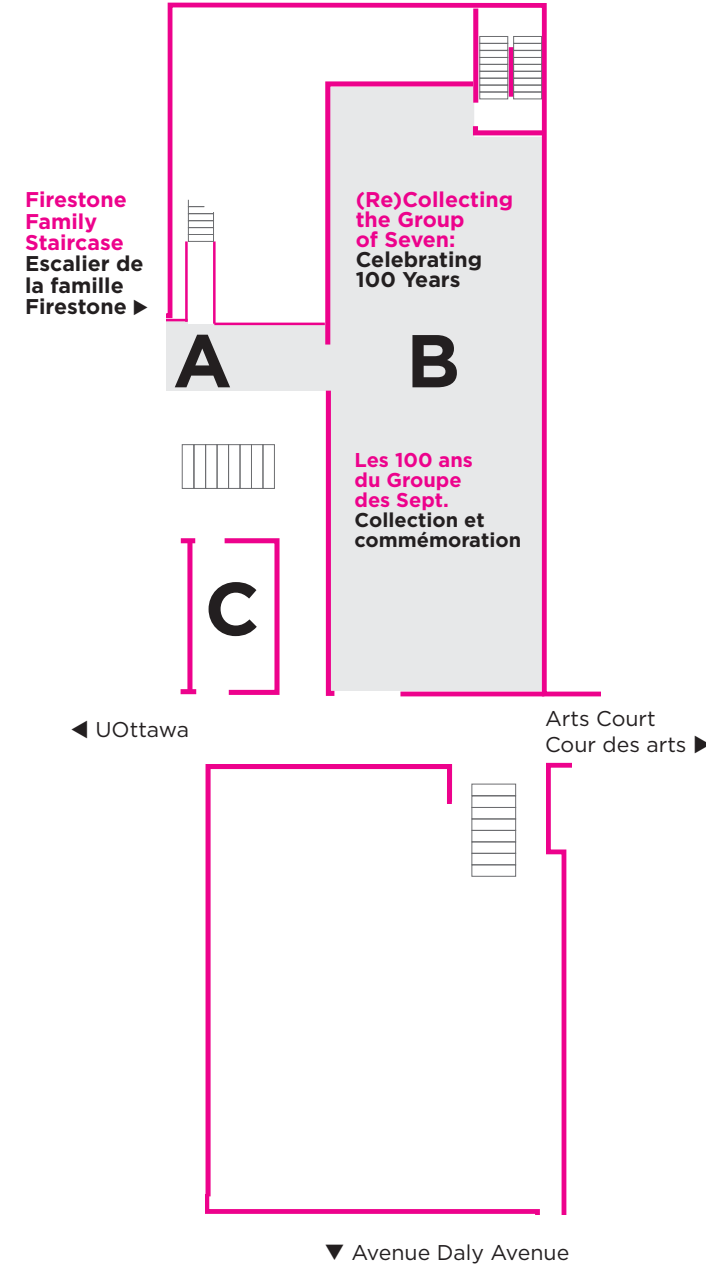 Firestone
Family
Staircase
Escalier de
la famille
Firestone ▶
(Re)Collecting
the Group
of Seven:
Celebrating
100 Years
A
B
Les 100 ans
du Groupe
des Sept.
Collection et
commémoration
C
◀ UOttawa
Arts Court
Cour des arts ▶
▼ Avenue Daly Avenue